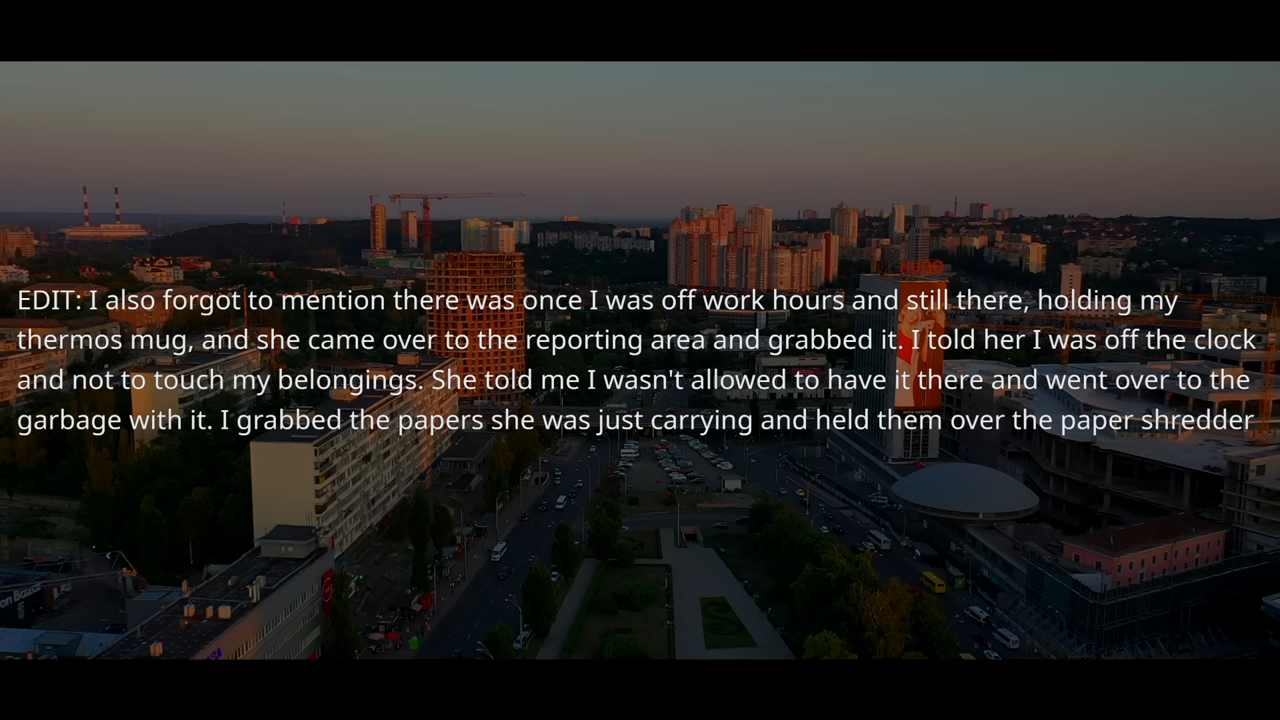 HUGO
EDIT: I also forgot to mention there was once I was off work hours and still there, holding my
thermos mug, and she came over to the reporting area and grabbed it. I told her I was off the clock
and not to touch my belongings. She told me I wasn't allowed to have it there and went over to the
garbage with it. I grabbed the papers she was just carrying and held them over the paper shredder